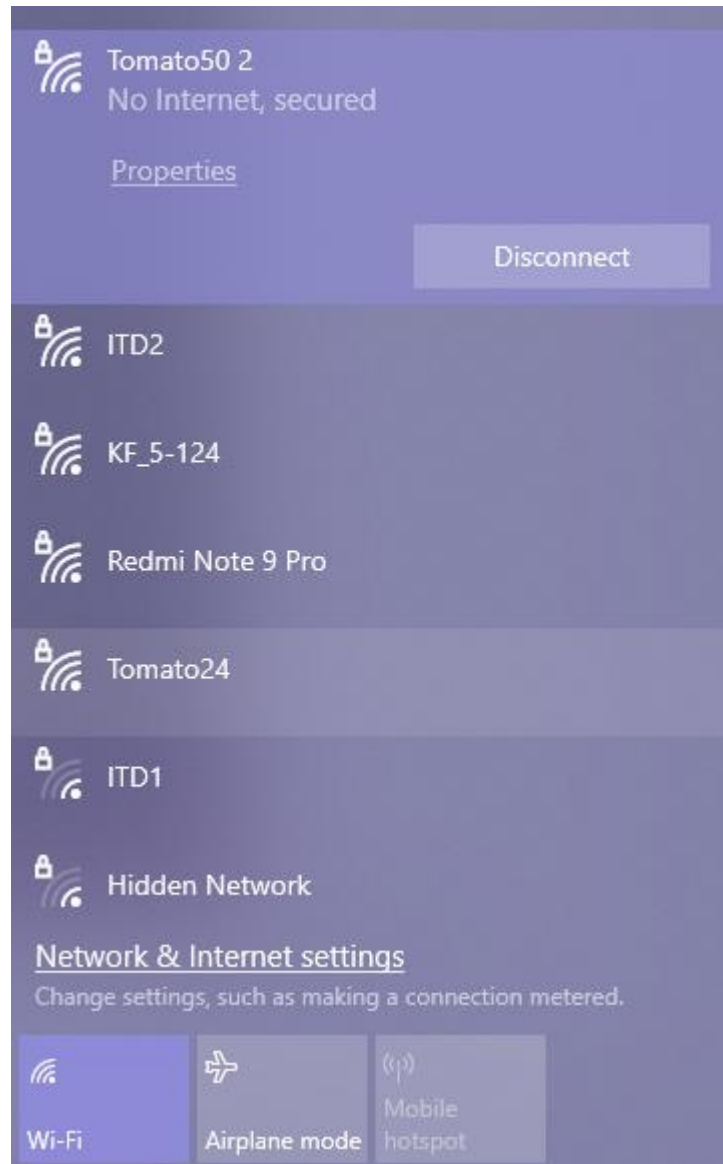 Tomato50 2
No Internet, secured
Properties
Disconnect
ITD2
KF_5-124
Redmi Note 9 Pro
Tomato24
ITD1
Hidden Network
Network & Internet settings
Change settings, such as making a connection metered.
Wi-Fi
Airplane mode
Mobile
hotspot